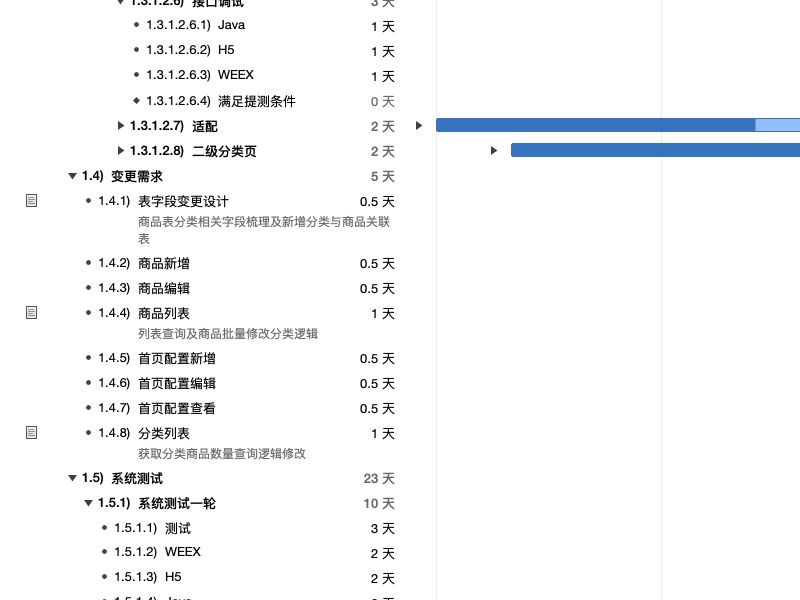 1.3.1.2.6) 接口调试 3 天
1.3.1.2.6.1) Java 1 天
1.3.1.2.6.2) H5 1 天
1.3.1.2.6.3) WEEX 1 天
1.3.1.2.6.4) 满足提测条件 0 天
1.3.1.2.7) 适配 2 天
1.3.1.2.8) 二级分类页 2 天
1.4) 变更需求 5 天
1.4.1) 表字段变更设计 0.5 天
商品表分类相关字段梳理及新增分类与商品关联
表
1.4.2) 商品新增 0.5 天
1.4.3) 商品编辑 0.5 天
1.4.4) 商品列表 1 天
列表查询及商品批量修改分类逻辑
1.4.5) 首页配置新增 0.5 天
1.4.6) 首页配置编辑 0.5 天
1.4.7) 首页配置查看 0.5 天
1.4.8) 分类列表 1 天
获取分类商品数量查询逻辑修改
1.5) 系统测试 23 天
1.5.1) 系统测试一轮 10 天
1.5.1.1) 测试 3 天
1.5.1.2) WEEX 2 天
1.5.1.3) H5 2 天
1.5.1.4) Java